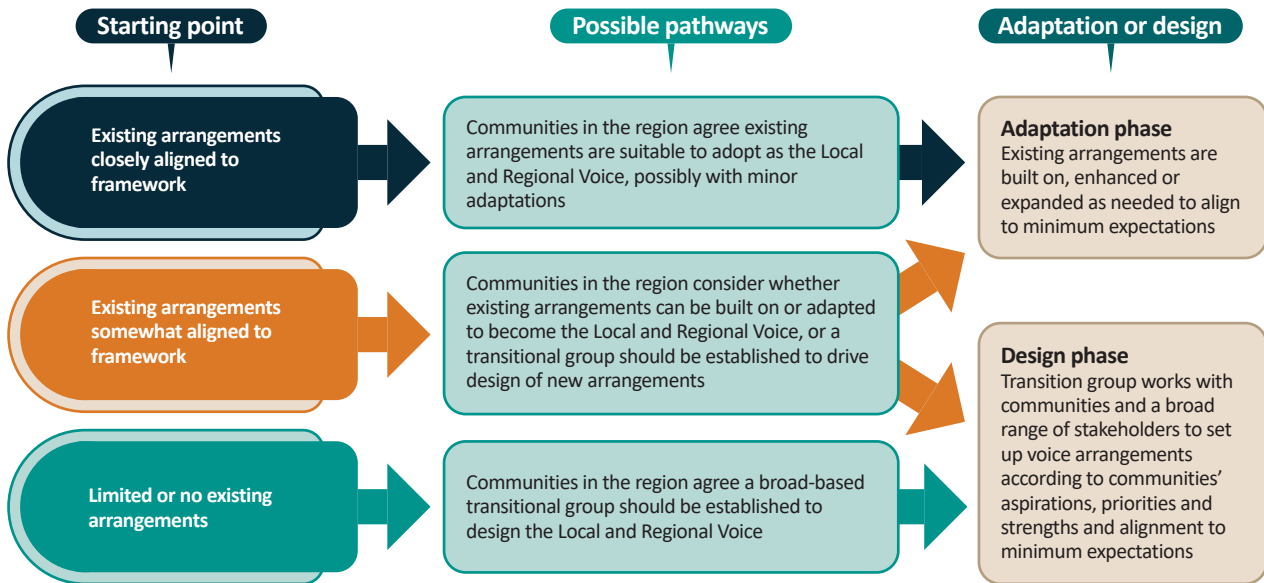 Starting point
Possible pathways
Adaptation or design
Existing arrangements
closely aligned to
framework
Communities in the region agree existing
arrangements are suitable to adopt as the Local
and Regional Voice, possibly with minor
adaptations
Adaptation phase
Existing arrangements are
built on, enhanced or
expanded as needed to align
to minimum expectations
Existing arrangements
somewhat aligned to
framework
Communities in the region consider whether
existing arrangements can be built on or adapted
to become the Local and Regional Voice, or a
transitional group should be established to drive
design of new arrangements
Design phase
Transition group works with
communities and a broad
range of stakeholders to set
up voice arrangements
according to communities’
aspirations, priorities and
strengths and alignment to
minimum expectations
Limited or no existing
arrangements
Communities in the region agree a broad-based
transitional group should be established to
design the Local and Regional Voice